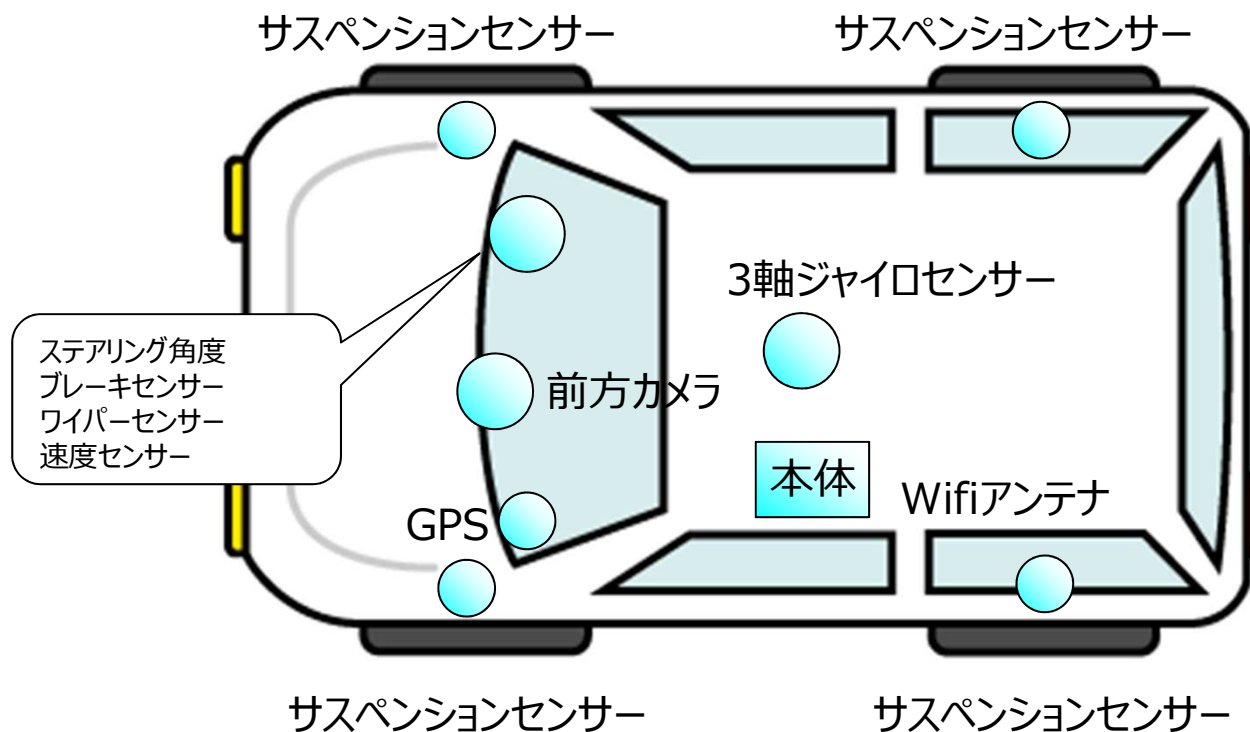 サスペンションセンサー
サスペンションセンサー
3軸ジャイロセンサー
ステアリング角度
ブレーキセンサー
ワイパーセンサー
速度センサー
前方カメラ
本体
Wifiアンテナ
GPS
サスペンションセンサー
サスペンションセンサー